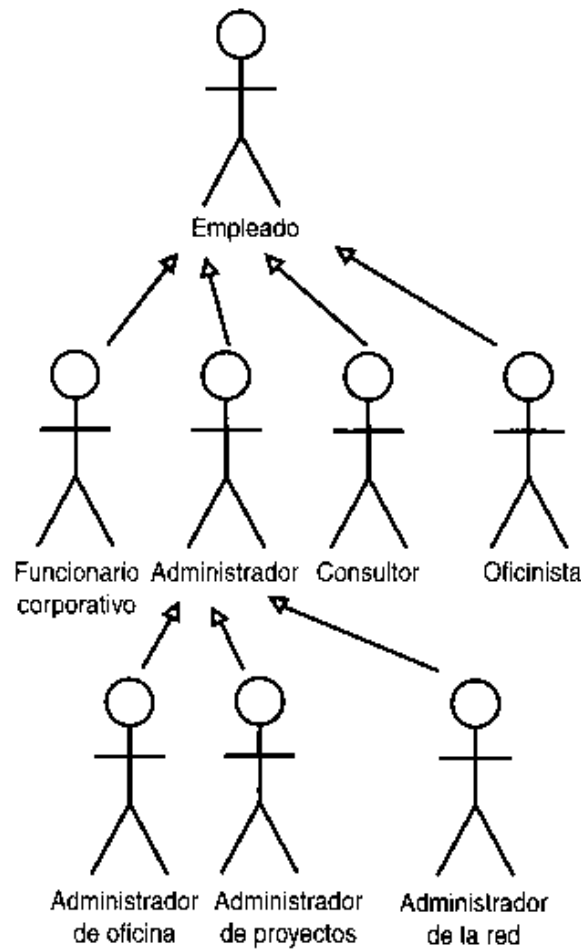 Empleado
Funcionario
corporativo
Administrador
Consultor
Oficinista
Administrador
de oficina
Administrador
de proyectos
Administrador
de la red